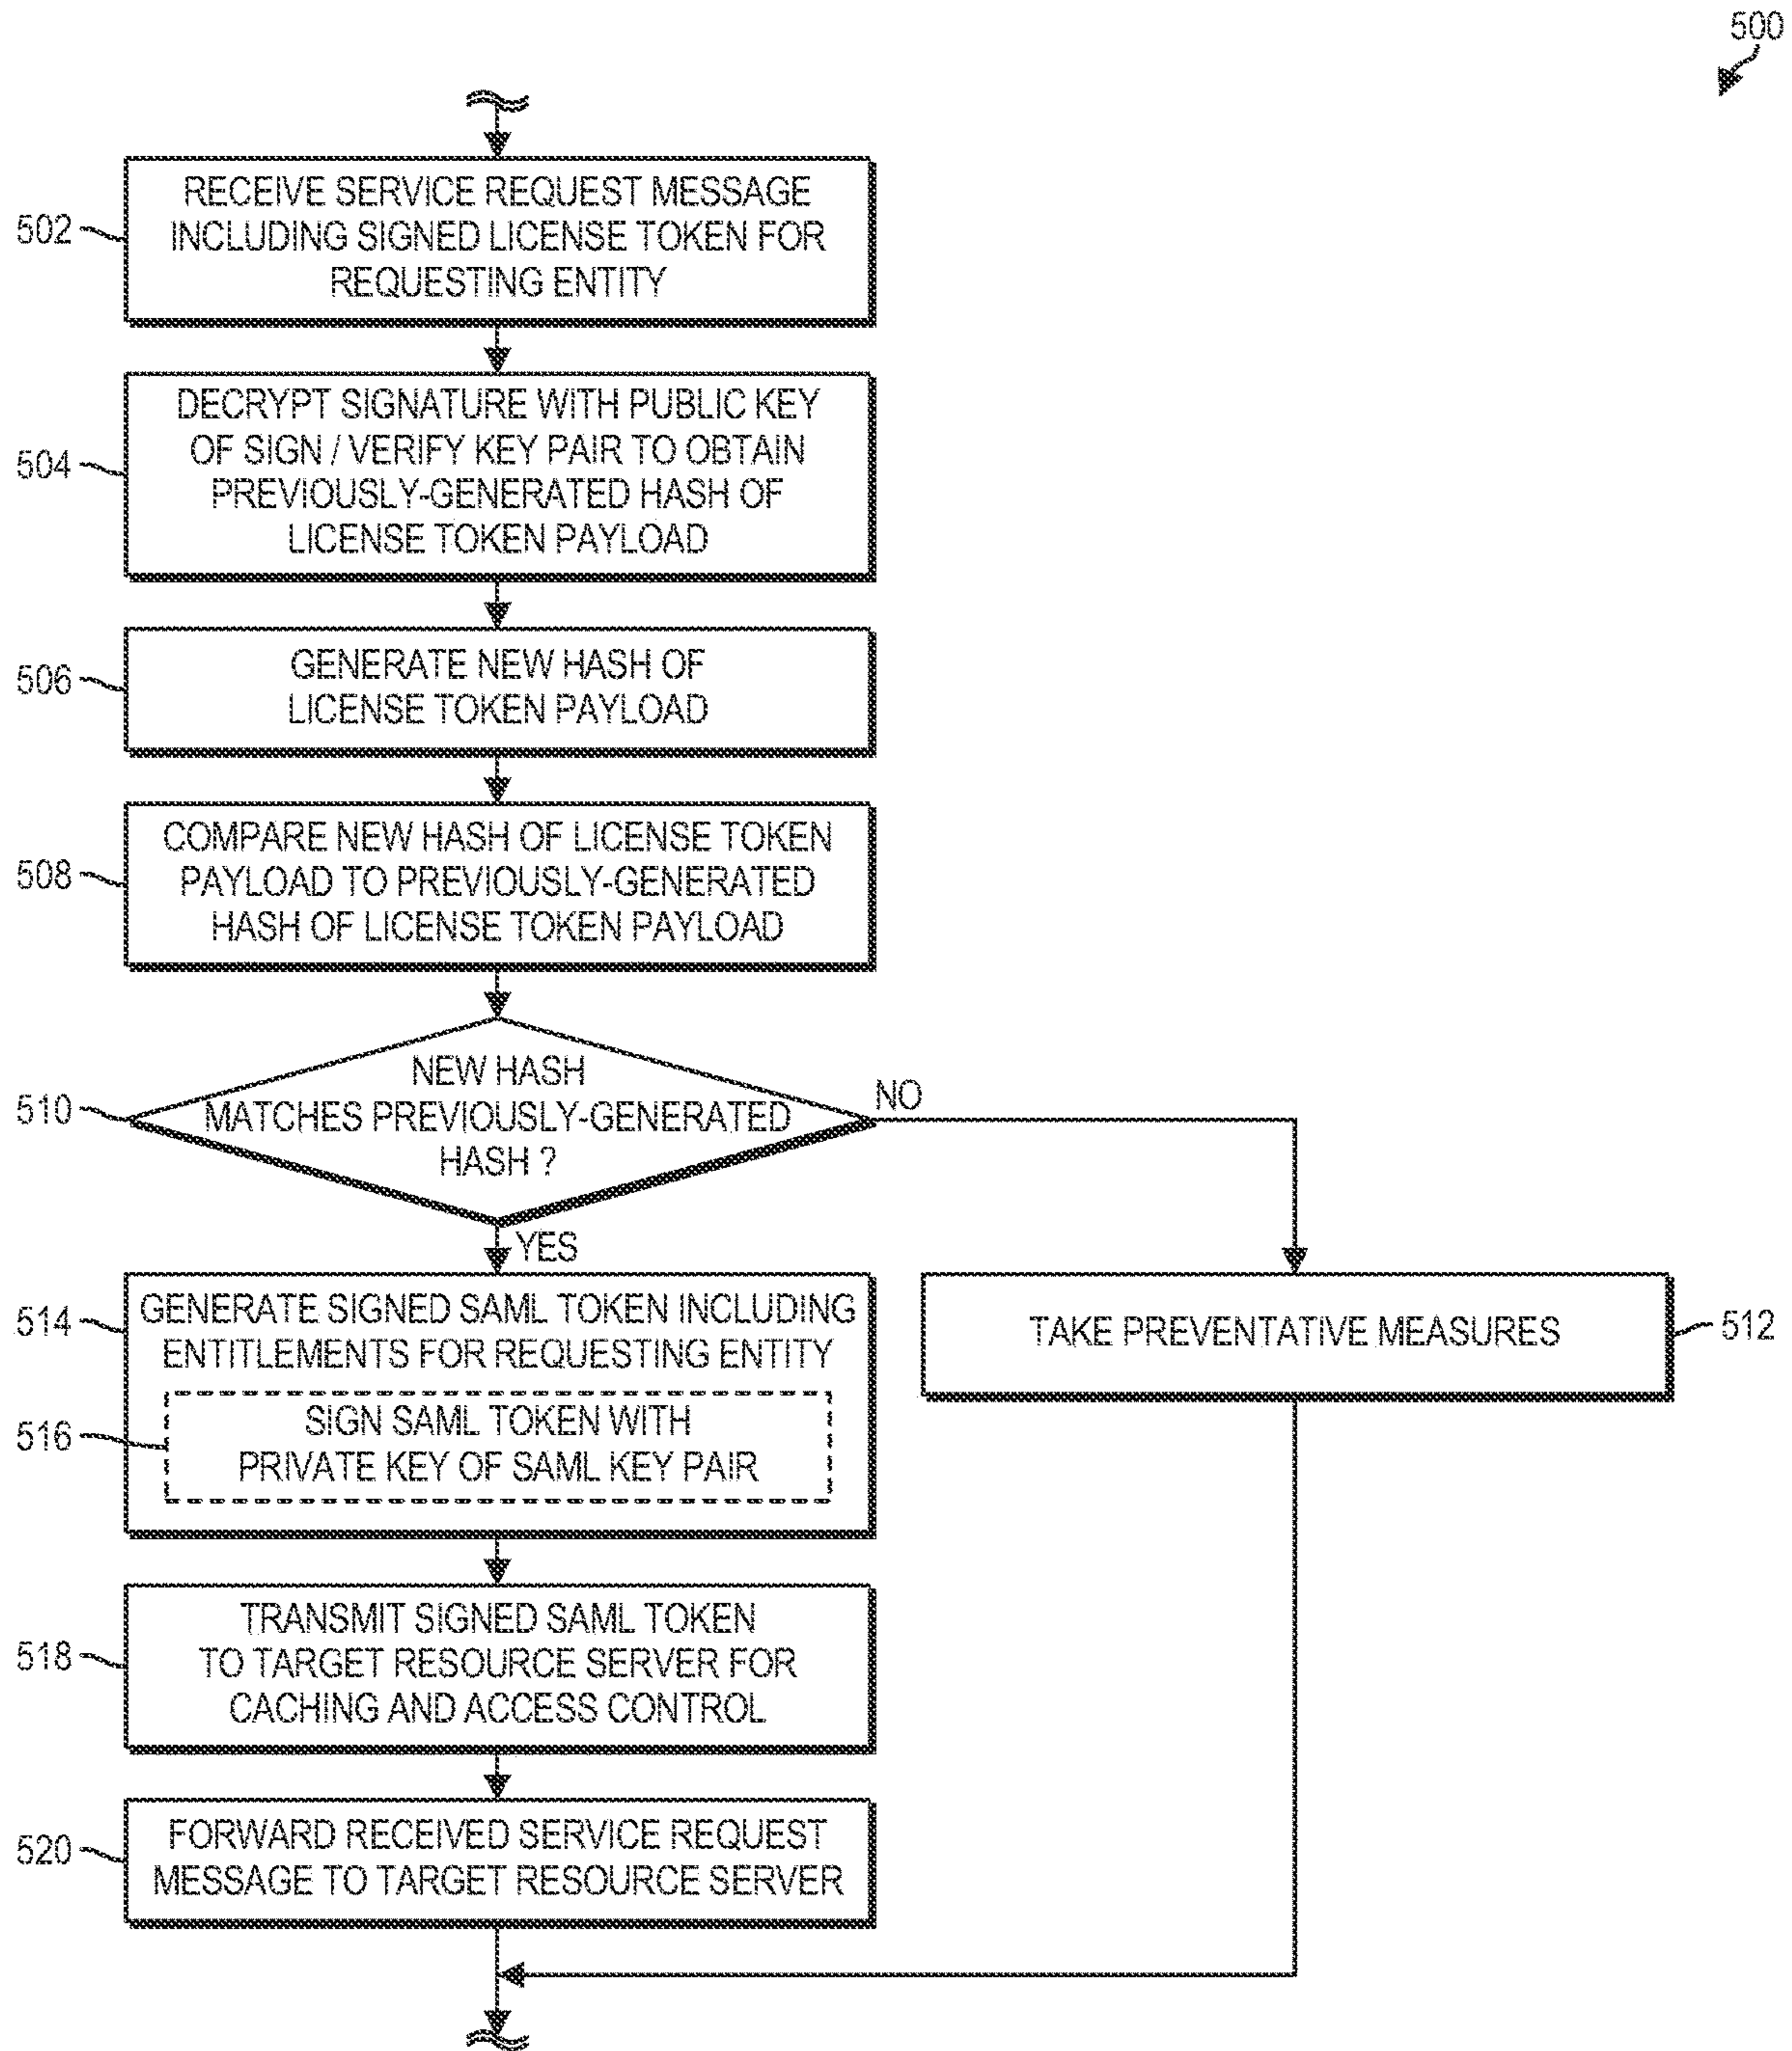 500
RECEIVE SERVICE REQUEST MESSAGE
INCLUDING SIGNED LICENSE TOKEN FOR
REQUESTING ENTITY
502
DECRYPT SIGNATURE WITH PUBLIC KEY
OF SIGN / VERIFY KEY PAIR TO OBTAIN
PREVIOUSLY-GENERATED HASH OF
LICENSE TOKEN PAYLOAD
504
GENERATE NEW HASH OF
LICENSE TOKEN PAYLOAD
506
COMPARE NEW HASH OF LICENSE TOKEN
PAYLOAD TO PREVIOUSLY-GENERATED
HASH OF LICENSE TOKEN PAYLOAD
508
NEW HASH
MATCHES PREVIOUSLY-GENERATED
HASH ?
510
NO
YES
GENERATE SIGNED SAML TOKEN INCLUDING
ENTITLEMENTS FOR REQUESTING ENTITY
514
SIGN SAML TOKEN WITH
PRIVATE KEY OF SAML KEY PAIR
516
TAKE PREVENTATIVE MEASURES
512
TRANSMIT SIGNED SAML TOKEN
TO TARGET RESOURCE SERVER FOR
CACHING AND ACCESS CONTROL
518
FORWARD RECEIVED SERVICE REQUEST
MESSAGE TO TARGET RESOURCE SERVER
520